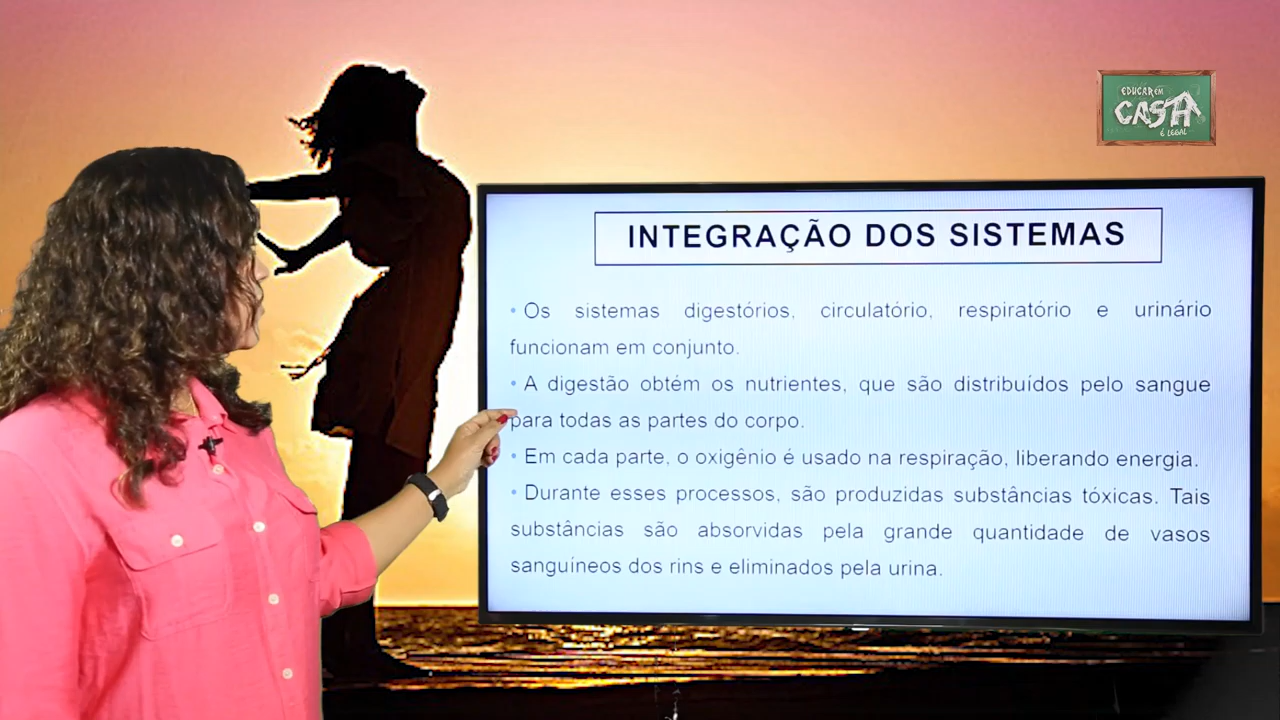 EDUCAR EM
CASA
É LEGAL
INTEGRAÇÃO DOS SISTEMAS
• Os sistemas digestórios, circulatório, respiratório e urinário
funcionam em conjunto.
• A digestão obtém os nutrientes, que são distribuídos pelo sangue
para todas as partes do corpo.
• Em cada parte, o oxigênio é usado na respiração, liberando energia.
• Durante esses processos, são produzidas substâncias tóxicas. Tais
substâncias são absorvidas pela grande quantidade de vasos
sanguíneos dos rins e eliminados pela urina.